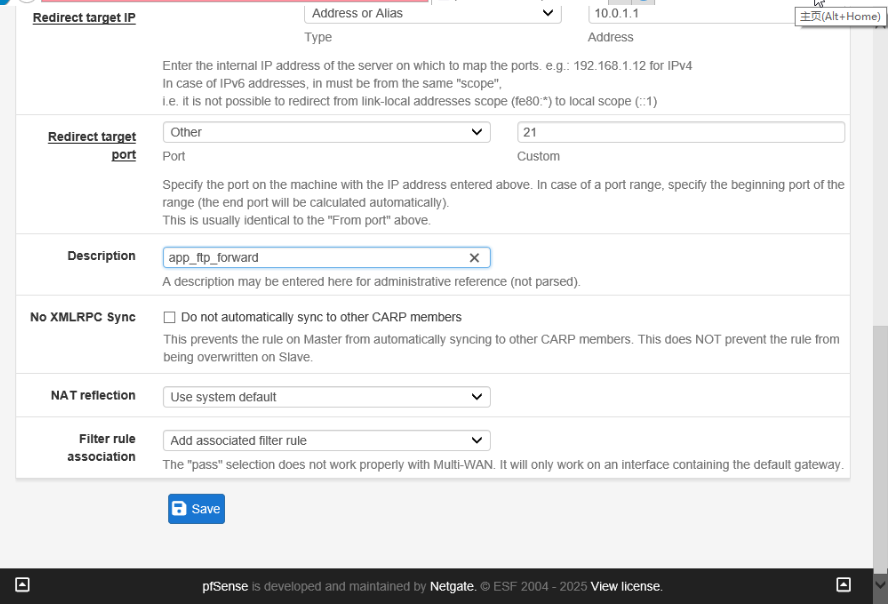 Redirect target IP
Address or Alias
10.0.1.1
主页(Alt+Home)
Type
Address
Enter the internal IP address of the server on which to map the ports. e.g.: 192.168.1.12 for IPv4
In case of IPv6 addresses, in must be from the same "scope",
i.e. it is not possible to redirect from link-local addresses scope (fe80:*) to local scope (::1)
Redirect target
port
Other
21
Port
Custom
Specify the port on the machine with the IP address entered above. In case of a port range, specify the beginning port of the
range (the end port will be calculated automatically).
This is usually identical to the "From port" above.
Description
app_ftp_forward
A description may be entered here for administrative reference (not parsed).
No XMLRPC Sync
Do not automatically sync to other CARP members
This prevents the rule on Master from automatically syncing to other CARP members. This does NOT prevent the rule from
being overwritten on Slave.
NAT reflection
Use system default
Filter rule
association
Add associated filter rule
The "pass" selection does not work properly with Multi-WAN. It will only work on an interface containing the default gateway.
Save
pfSense is developed and maintained by Netgate. © ESF 2004 - 2025 View license.